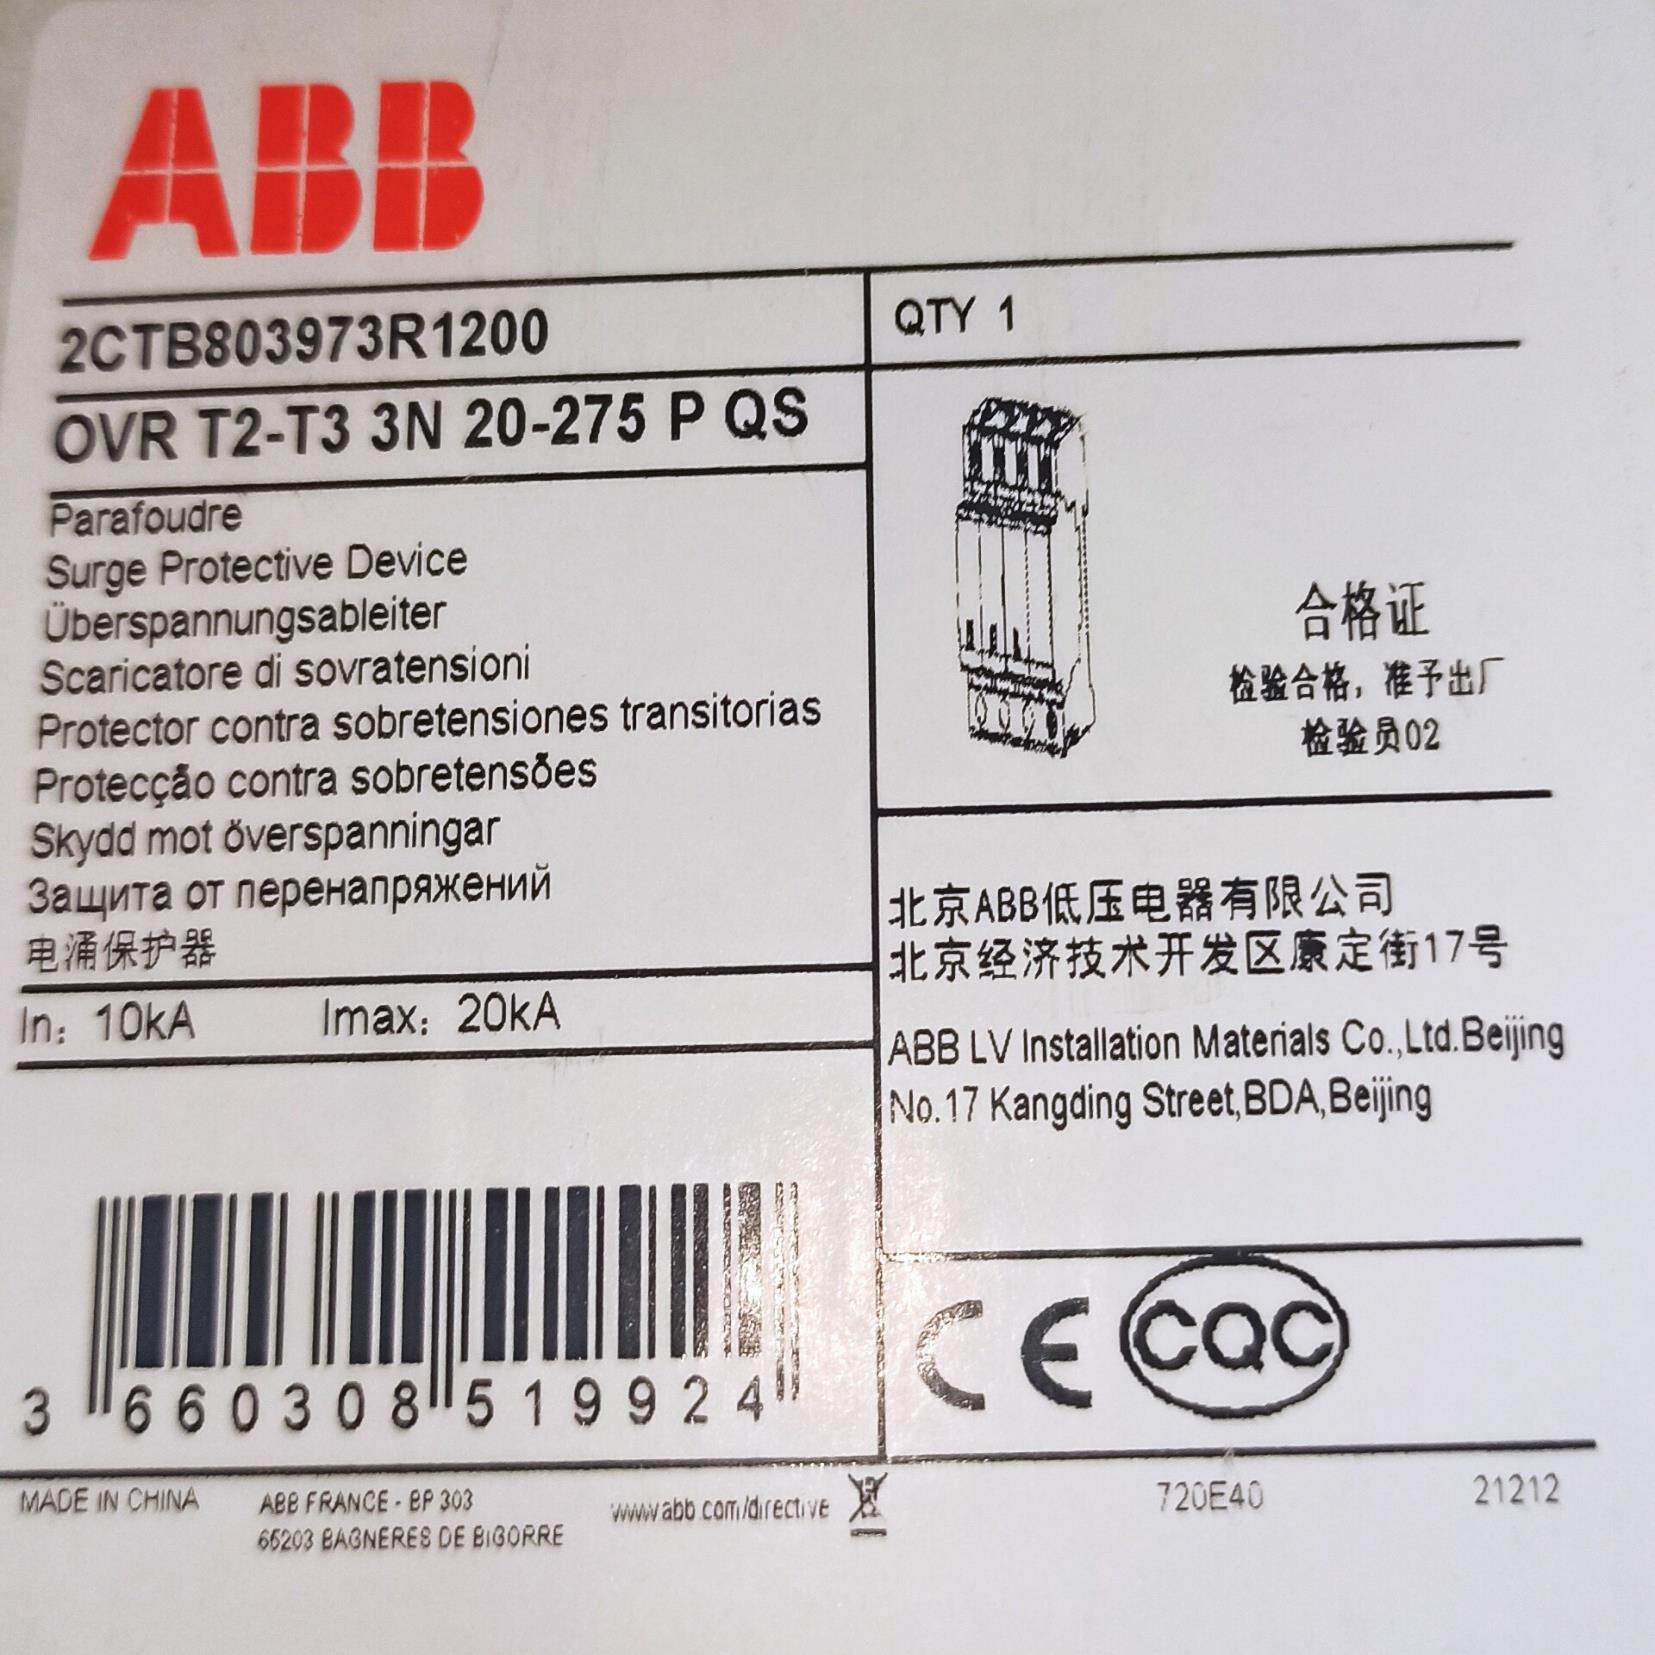 ABB
2CTB803973R1200
QTY 1
OVR T2-T3 3N 20-275 P QS
Parafoudre
Surge Protective Device
Überspannungsableiter
Scaricatore di sovratensioni
Protector contra sobretensiones transitorias
Protecção contra sobretensões
Skydd mot överspänningar
Защита от перенапряжений
电涌保护器
In: 10kA Imax: 20kA
合格证
检验合格，准予出厂
检验员02
北京ABB低压电器有限公司
北京经济技术开发区康定街17号
ABB LV Installation Materials Co.,Ltd.Beijing
No.17 Kangding Street,BDA,Beijing
3 660308 519924
CE CQC
MADE IN CHINA
ABB FRANCE - BP 303
65203 BAGNERES DE BIGORRE
www.abb.com/directive
720E40
21212